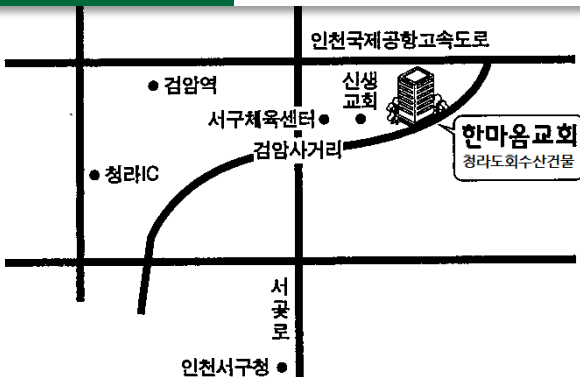 인천국제공항고속도로
검암역
신생
교회
서구체육센터
한마음교회
청라도회수산건물
검암사거리
청라IC
서곶로
인천서구청